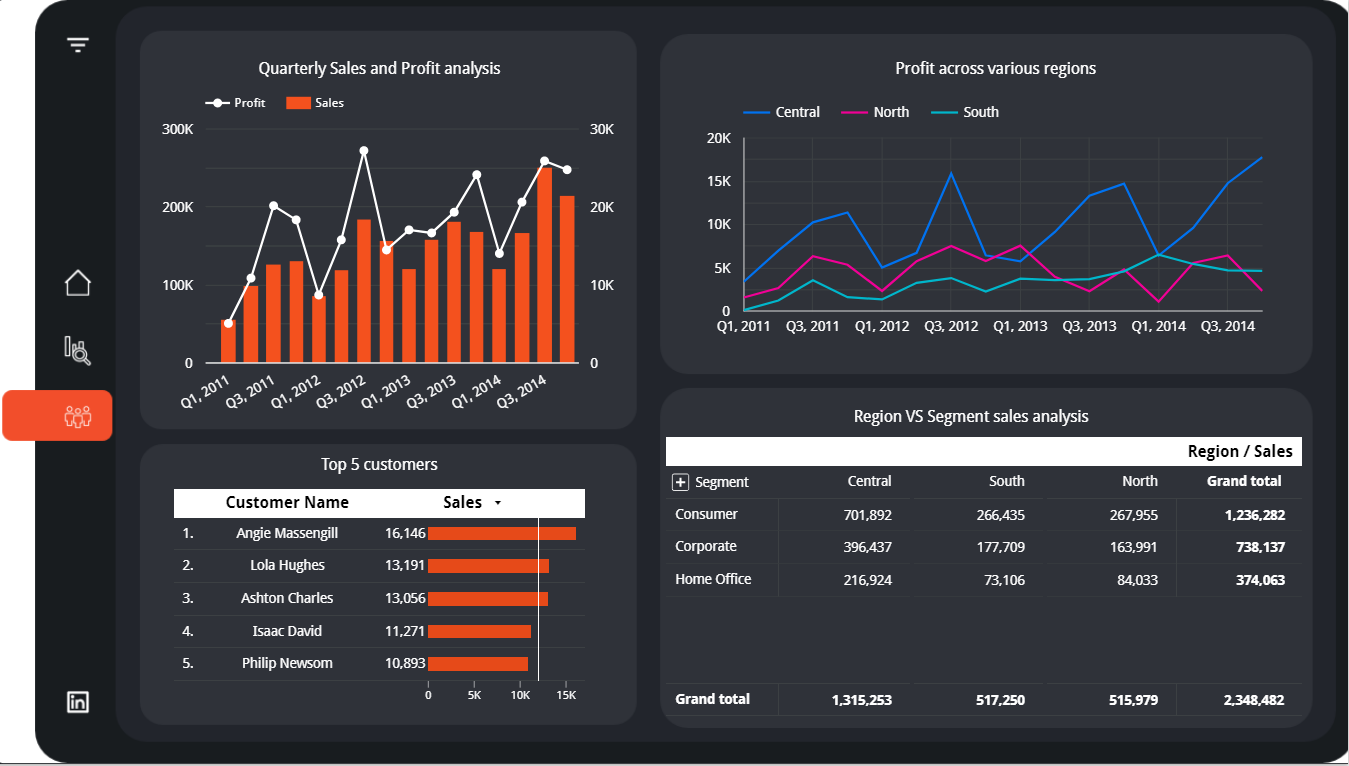 Quarterly Sales and Profit analysis
Profit Sales
300K 30K
200K 20K
100K 10K
0 0
Q1, 2011 Q3, 2011 Q1, 2012 Q3, 2012 Q1, 2013 Q3, 2013 Q1, 2014 Q3, 2014
Profit across various regions
Central North South
20K
15K
10K
5K
0
Q1, 2011 Q3, 2011 Q1, 2012 Q3, 2012 Q1, 2013 Q3, 2013 Q1, 2014 Q3, 2014
Top 5 customers
Customer Name Sales
1. Angie Massengill 16,146
2. Lola Hughes 13,191
3. Ashton Charles 13,056
4. Isaac David 11,271
5. Philip Newsom 10,893
0 5K 10K 15K
Region VS Segment sales analysis
Region / Sales
Segment Central South North Grand total
Consumer 701,892 266,435 267,955 1,236,282
Corporate 396,437 177,709 163,991 738,137
Home Office 216,924 73,106 84,033 374,063
Grand total 1,315,253 517,250 515,979 2,348,482
in